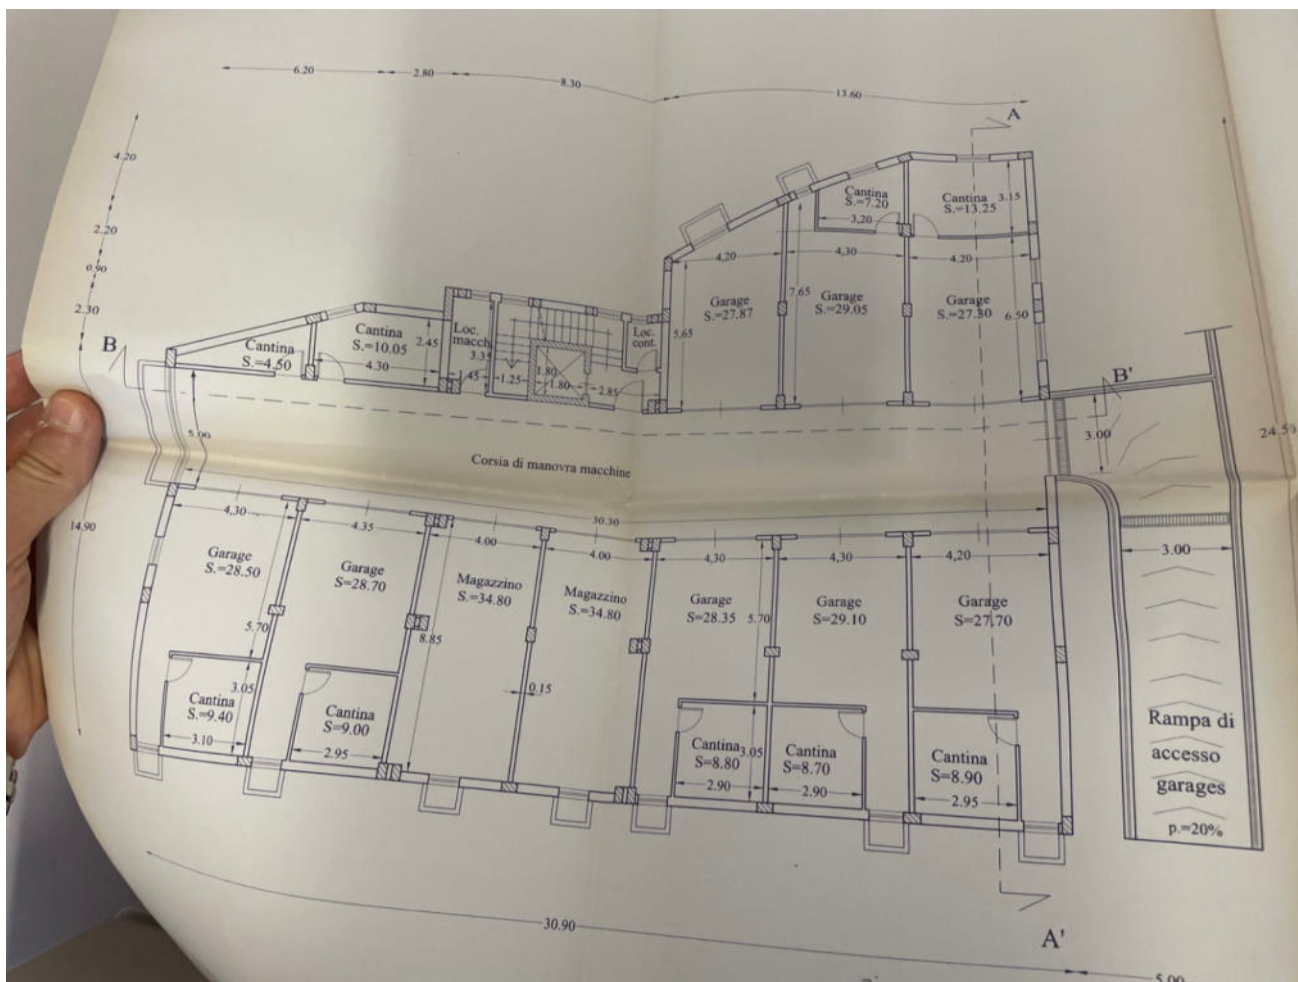 6.20
2.80
8.30
13.60
A
4.20
2.20
0.90
2.30
B
Cantina
S.=4.50
Cantina
S.=10.05
2.45
4.30
Loc.
macch.
3.3
.45
1.25
1.80
1.80
2.85
Loc.
cont.
Cantina
S.=7.20
3,20
Cantina
S.=13.25
3.15
4,20
4,30
4.20
Garage
S.=27.87
5.65
7.65
Garage
S.=29.05
Garage
S.=27.30
6.50
B'
3.00
24.50
5.00
Corsia di manovra macchine
30.30
14.90
4,30
4.35
4.00
4.00
4,30
4,30
4,20
3.00
Garage
S.=28.50
Garage
S=28.70
Magazzino
S.=34.80
Magazzino
S.=34.80
Garage
S=28.35
5.70
Garage
S=29.10
Garage
S=27.70
5.70
8.85
0.15
3.05
Cantina
S.=9.40
3.10
Cantina
S=9.00
2.95
Cantina
S=8.80
3.05
2.90
Cantina
S=8.70
2.90
Cantina
S=8.90
2.95
Rampa di
accesso
garages
p.=20%
30.90
A'
5.00